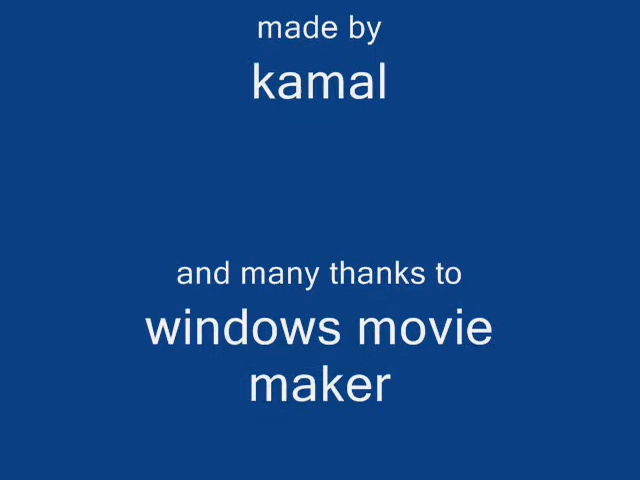 made by
kamal
and many thanks to
windows movie
maker